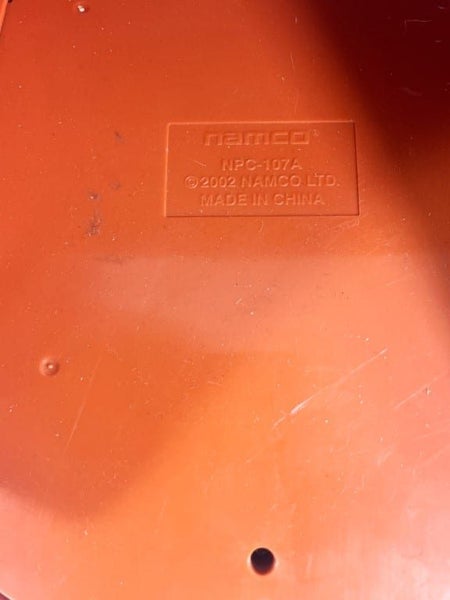 namco
NPC-107A
©2002 NAMCO LTD.
MADE IN CHINA